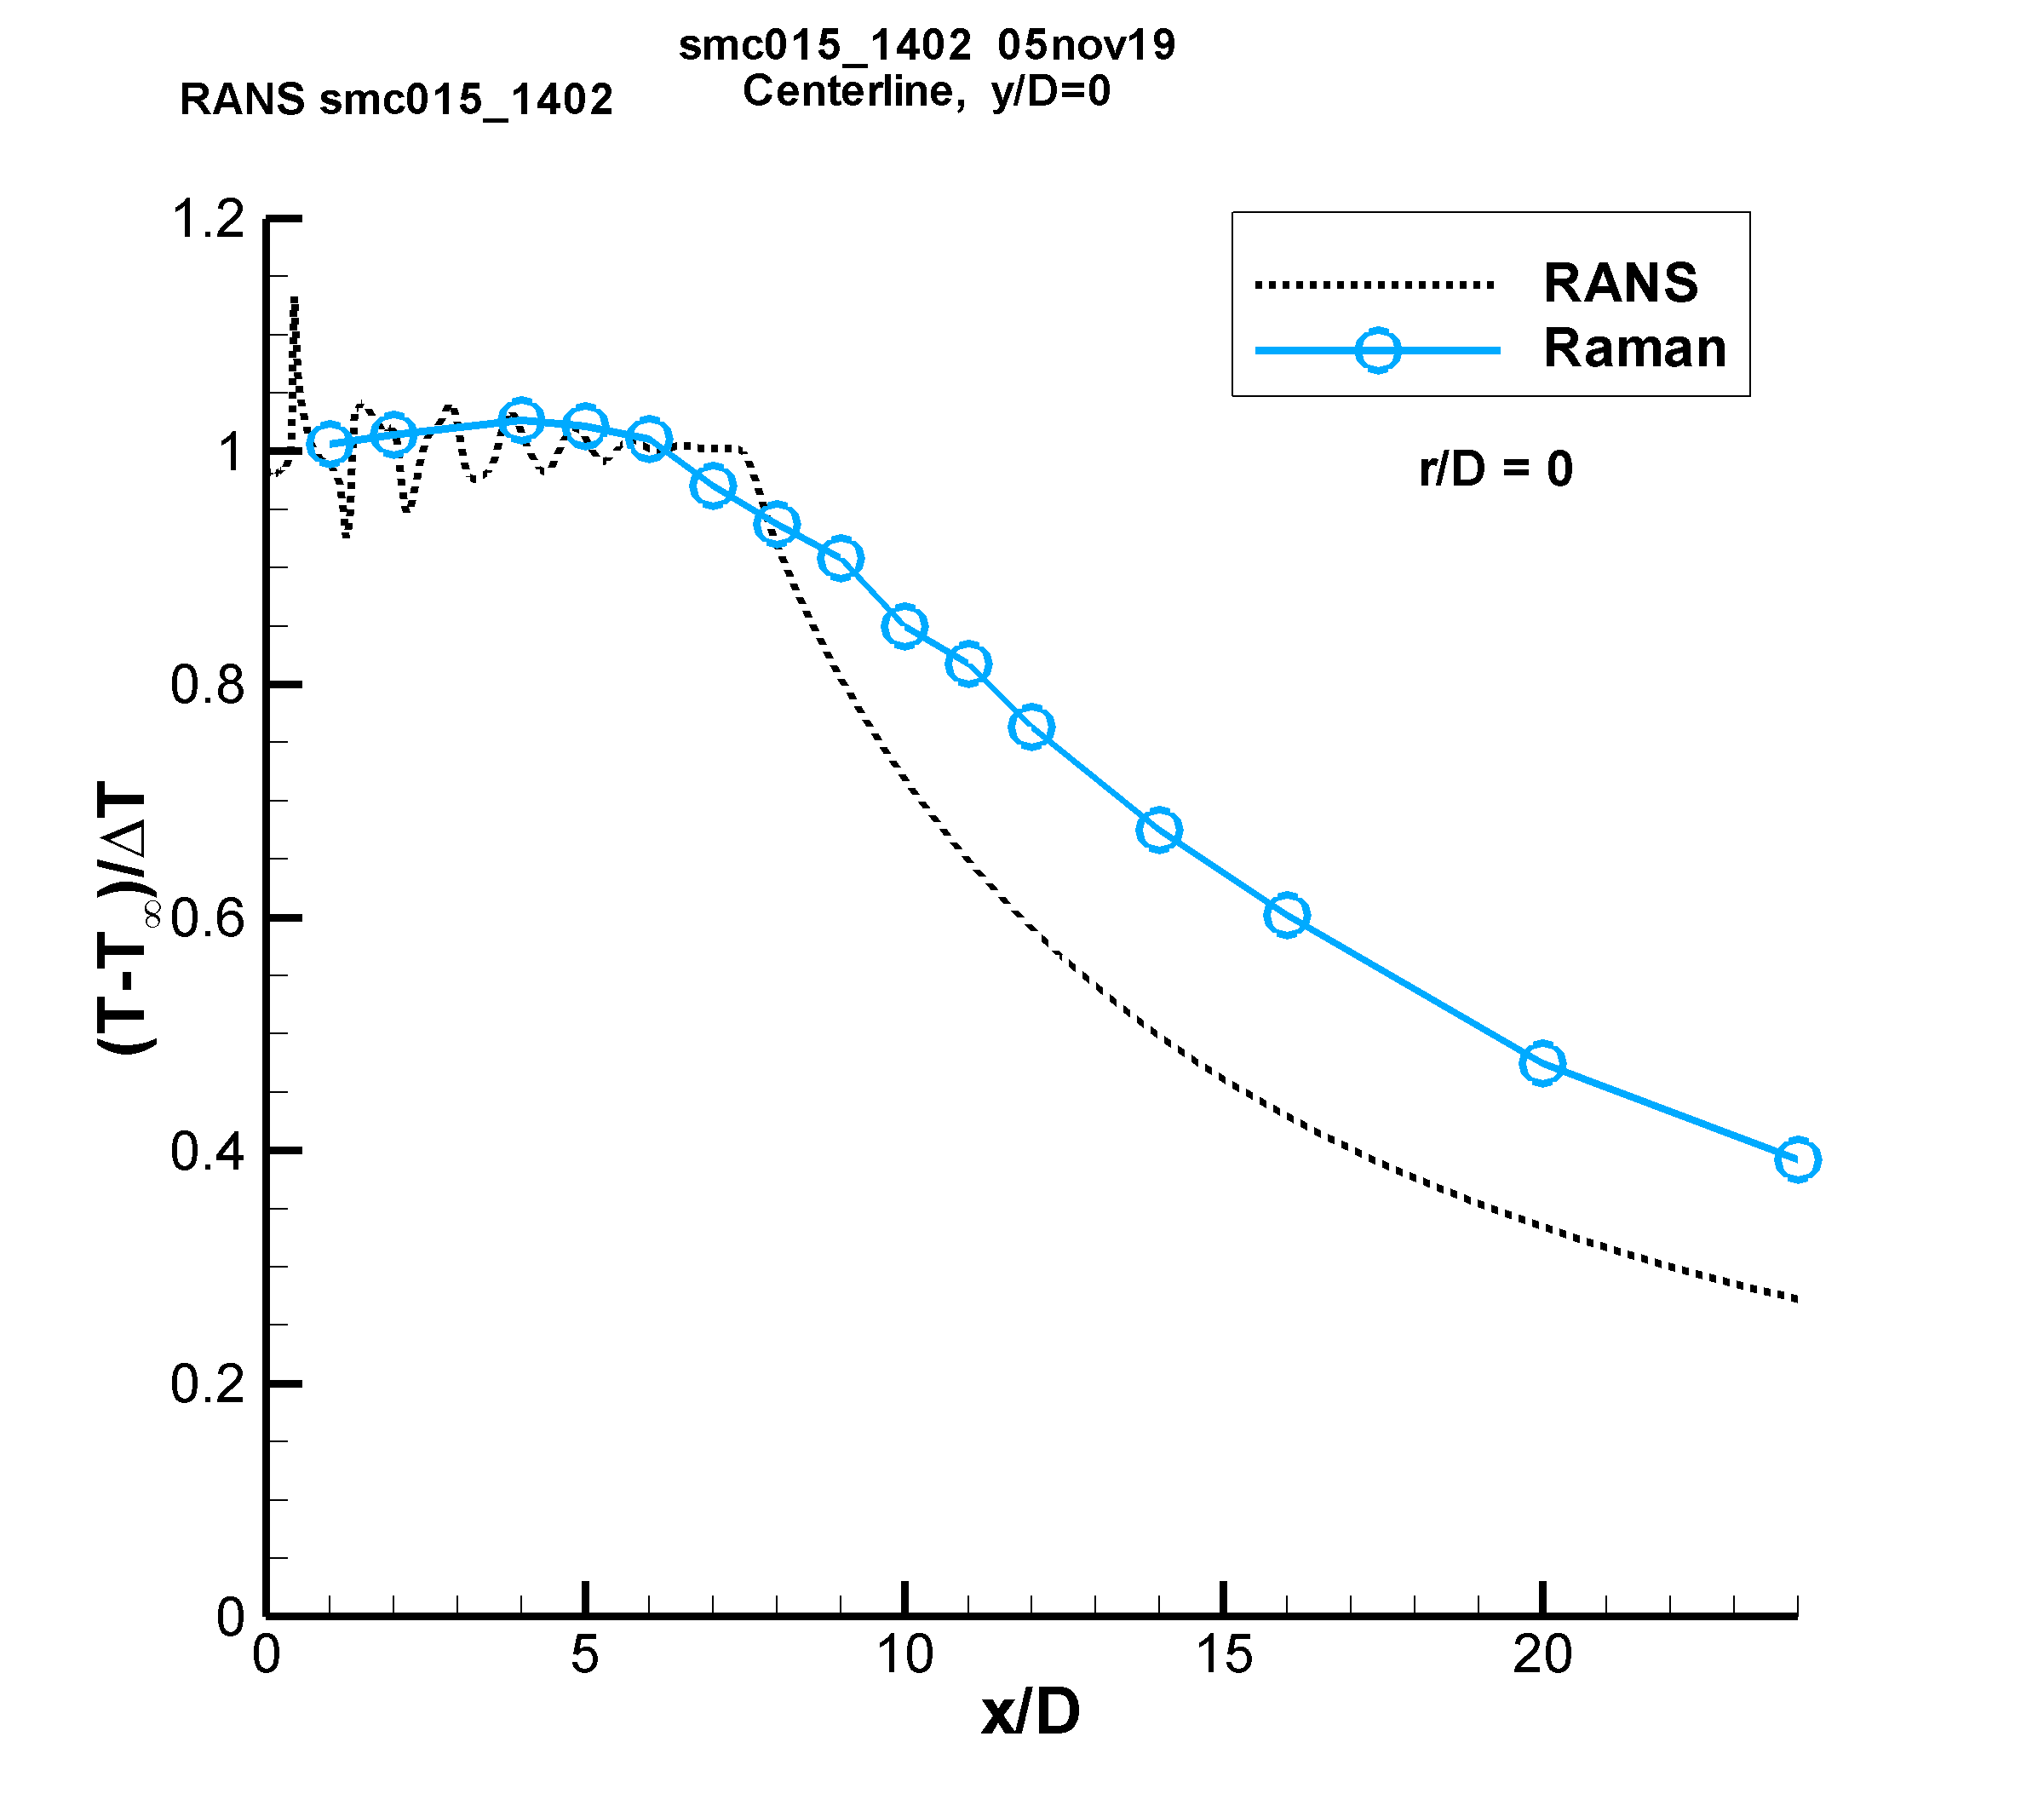 smc015_1402 05nov19
Centerline, y/D=0
RANS smc015_1402
1.2
1
0.8
0.6
0.4
0.2
0
(T-T∞)/ΔT
RANS
Raman
r/D = 0
0 5 10 15 20
x/D